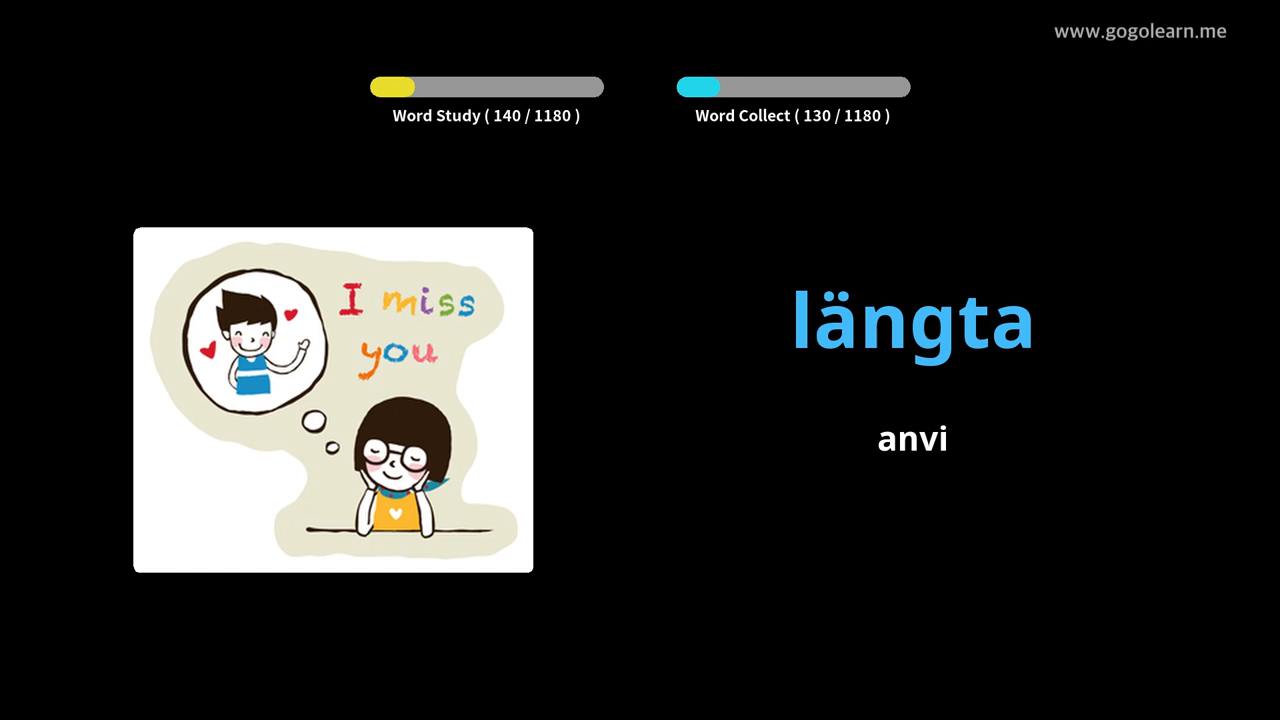 www.gogolearn.me
Word Study ( 140 / 1180 )
Word Collect ( 130 / 1180 )
I miss
you
längta
anvi